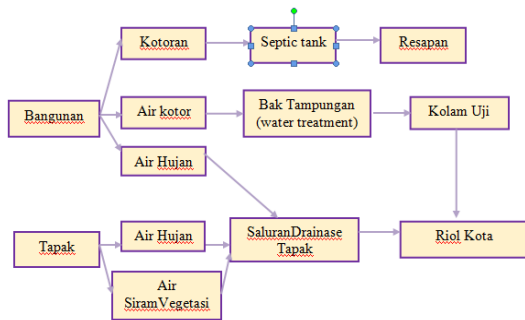 Kotoran
Septic tank
Resapan
Bangunan
Air kotor
Bak Tampungan
(water treatment)
Kolam Uji
Air Hujan
Tapak
Air Hujan
SaluranDrainase
Tapak
Riol Kota
Air
SiramVegetasi